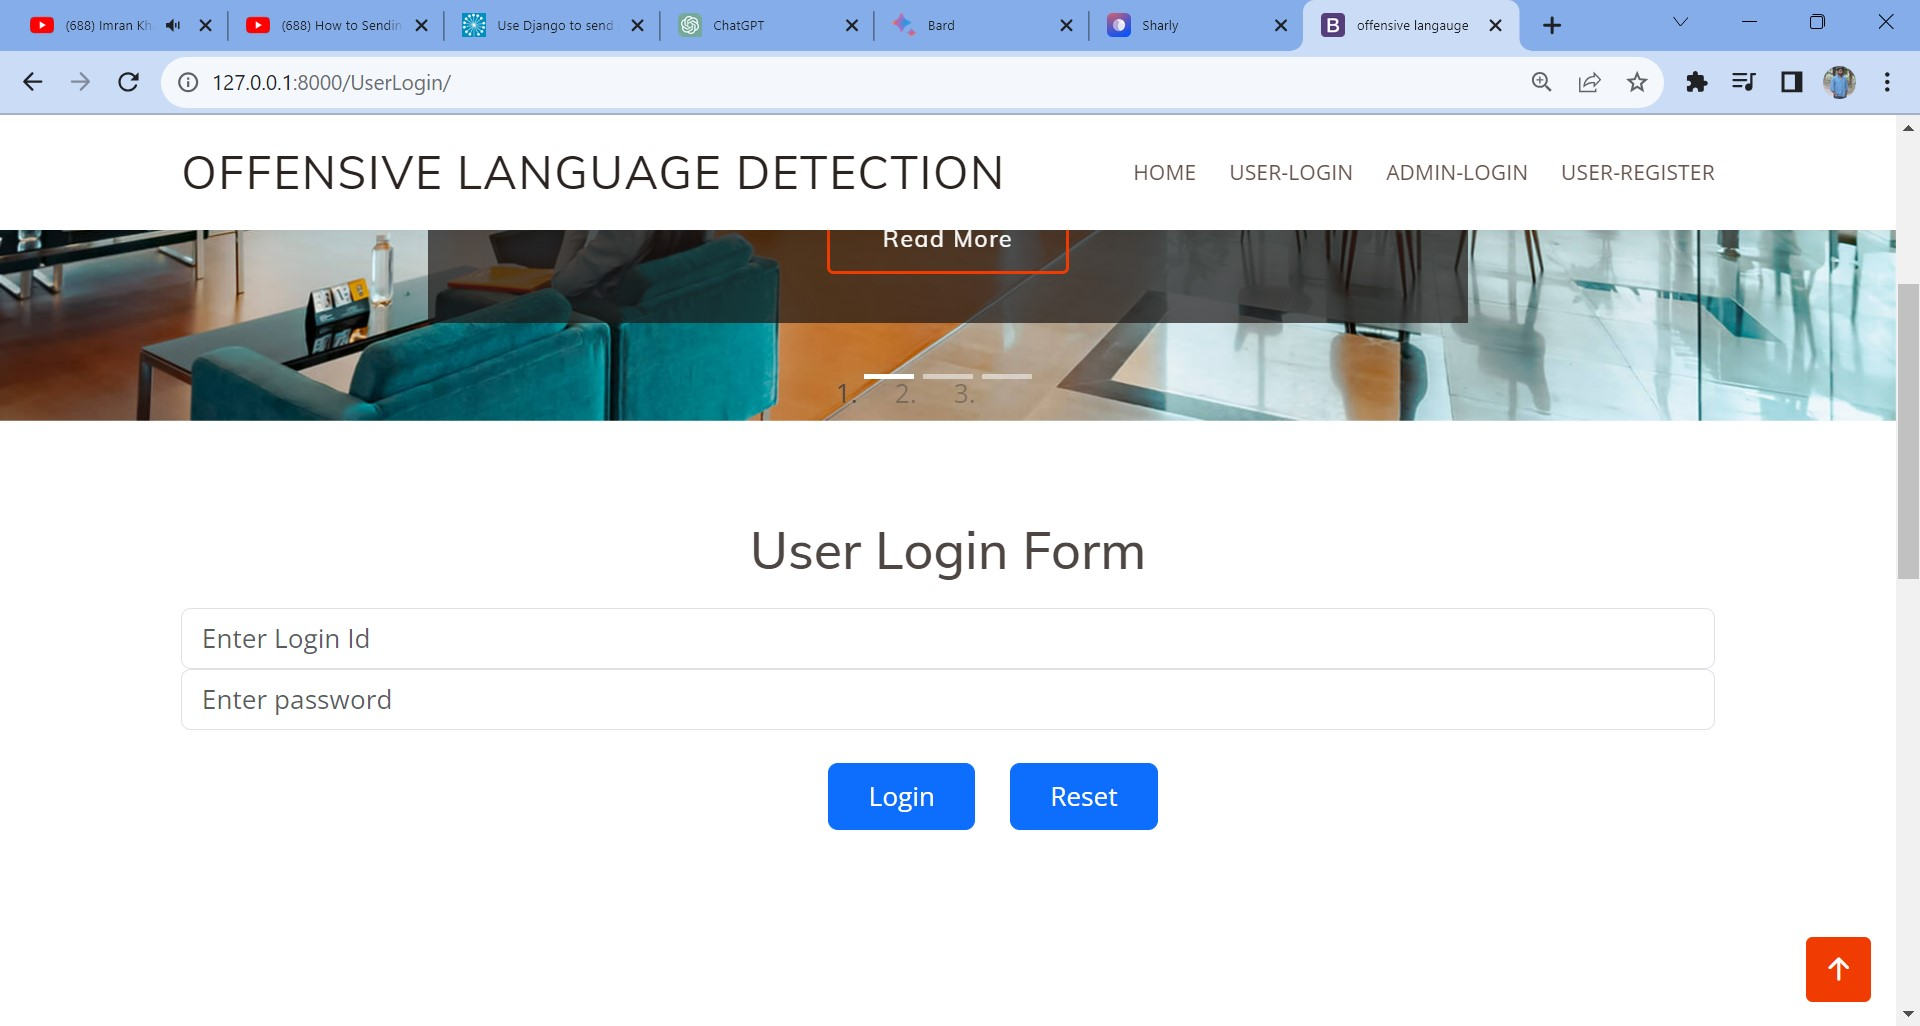 (688) Imran Kh
(688) How to Sendin
Use Django to send
ChatGPT
Bard
Sharly
B
offensive langauge
127.0.0.1:8000/UserLogin/
OFFENSIVE LANGUAGE DETECTION
HOME
USER-LOGIN
ADMIN-LOGIN
USER-REGISTER
Read More
1.
2.
3.
User Login Form
Enter Login Id
Enter password
Login
Reset